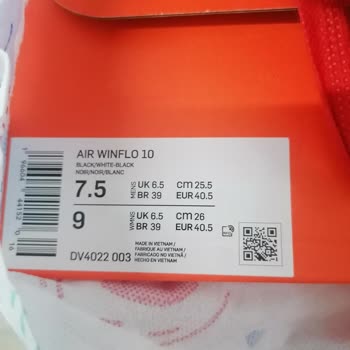 AIR WINFLO 10
BLACK/WHITE-BLACK
NOIR/NOIR/BLANC
7.5 MENS UK 6.5 CM 25.5
BR 39 EUR 40.5
9 WMNS UK 6.5 CM 26
BR 39 EUR 40.5
DV4022 003
MADE IN VIETNAM /
FABRIQUÉ AU VIETNAM /
FABRICADO NO VIETNÃ /
HECHO EN VIETNAM